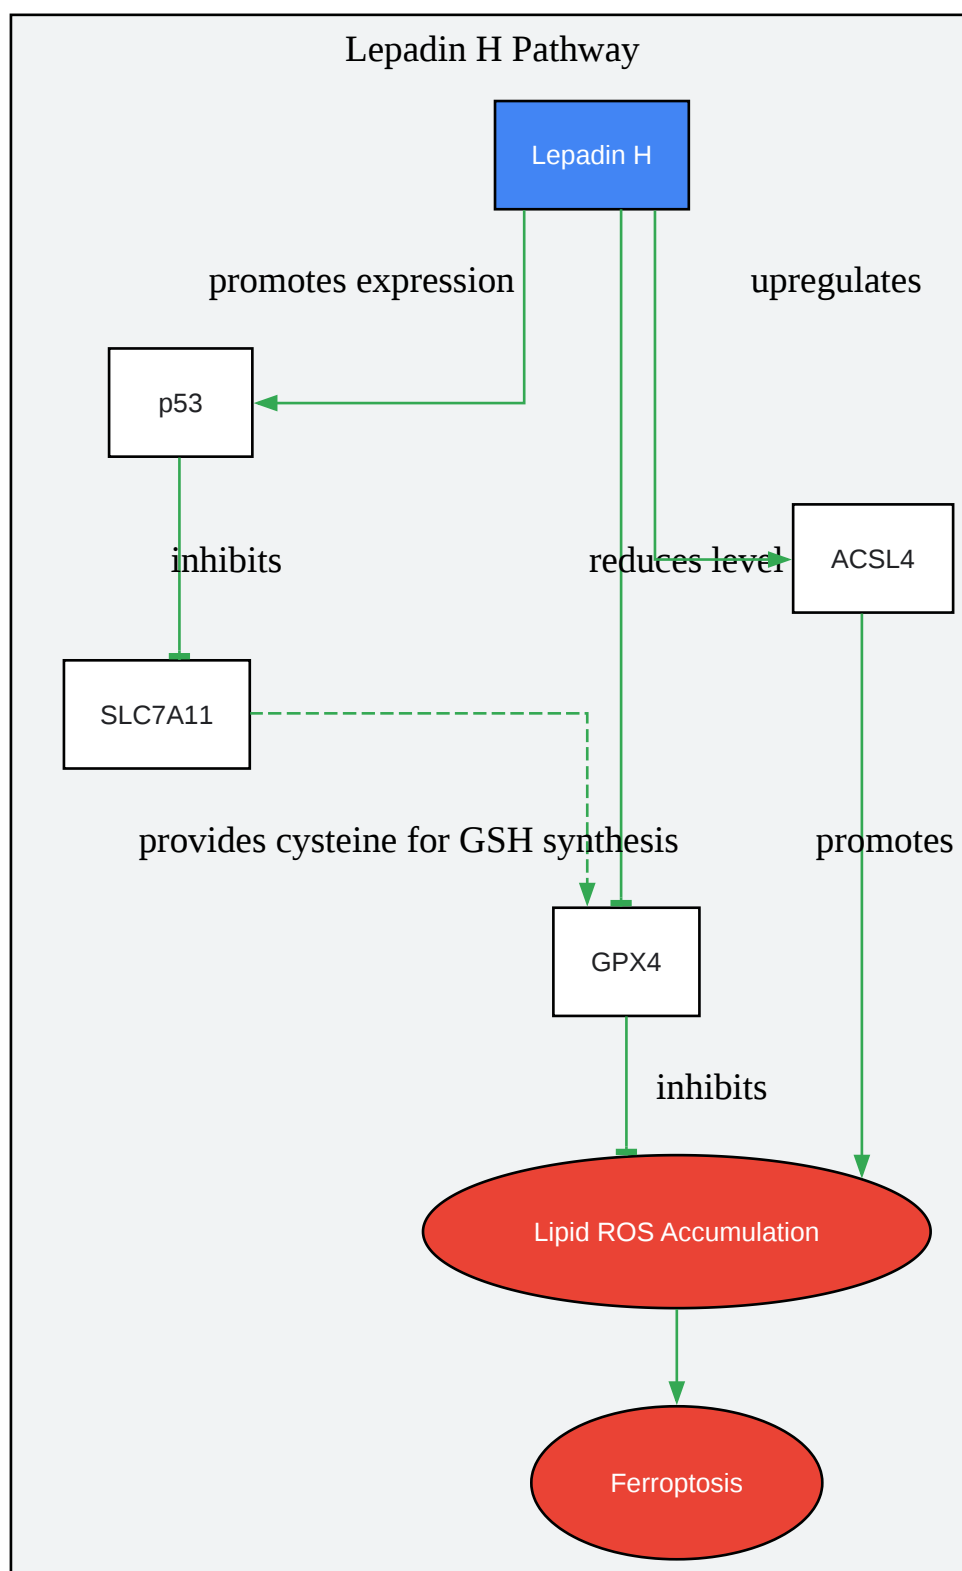 Lepadin H Pathway
Lepadin H
promotes expression
upregulates
p53
inhibits
reduces level
ACSL4
SLC7A11
provides cysteine for GSH synthesis
promotes
GPX4
inhibits
Lipid ROS Accumulation
Ferroptosis